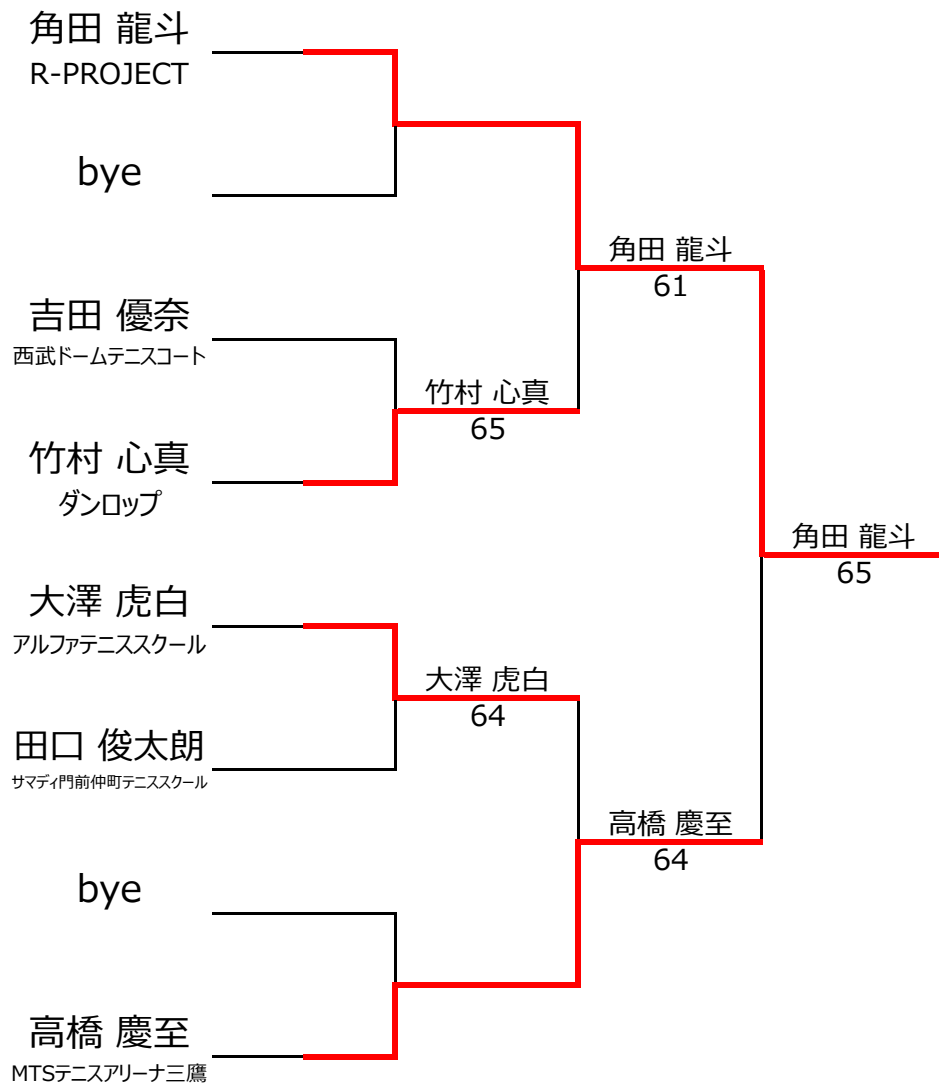 角田 龍斗
R-PROJECT
bye
吉田 優奈
西武ドームテニスコート
竹村 心真
ダンロップ
大澤 虎白
アルファテニススクール
田口 俊太朗
サマディ門前仲町テニススクール
bye
高橋 慶至
MTSテニスアリーナ三鷹
竹村 心真
65
大澤 虎白
64
角田 龍斗
61
高橋 慶至
64
角田 龍斗
65